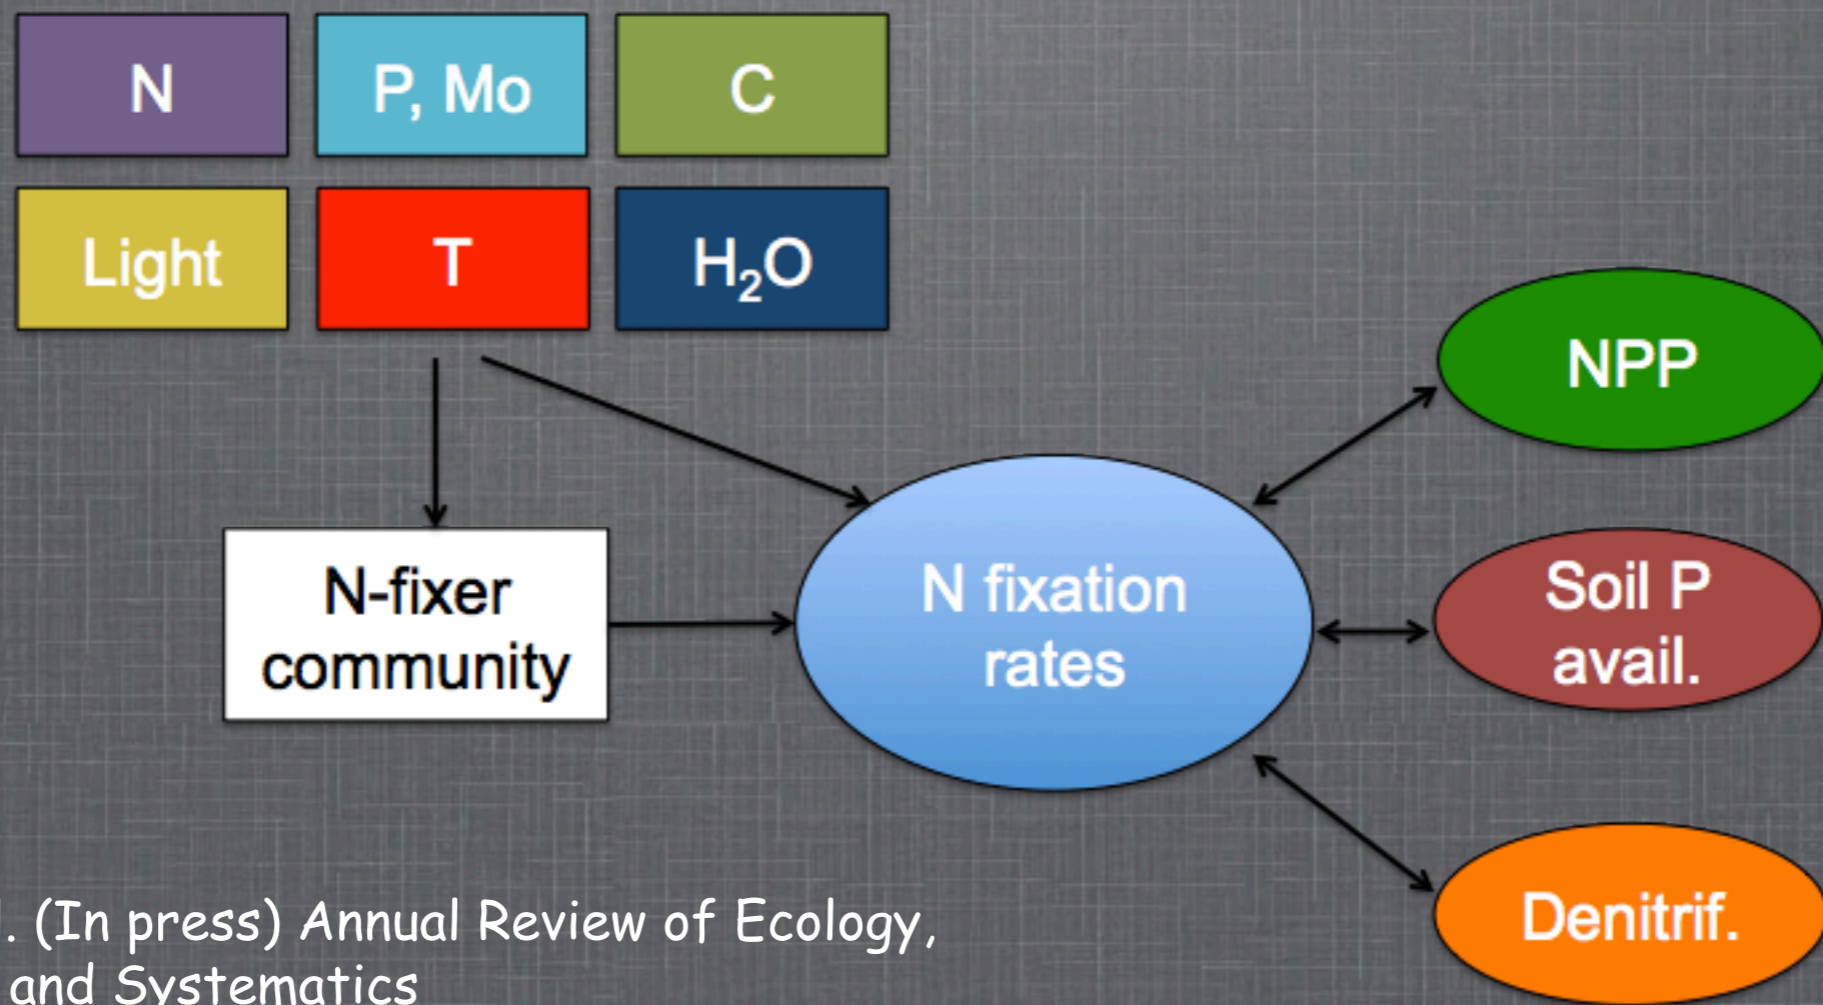 N
P, Mo
C
Light
T
H₂O
NPP
N-fixer
community
N fixation
rates
Soil P
avail.
Denitrif.
. (In press) Annual Review of Ecology,
and Systematics